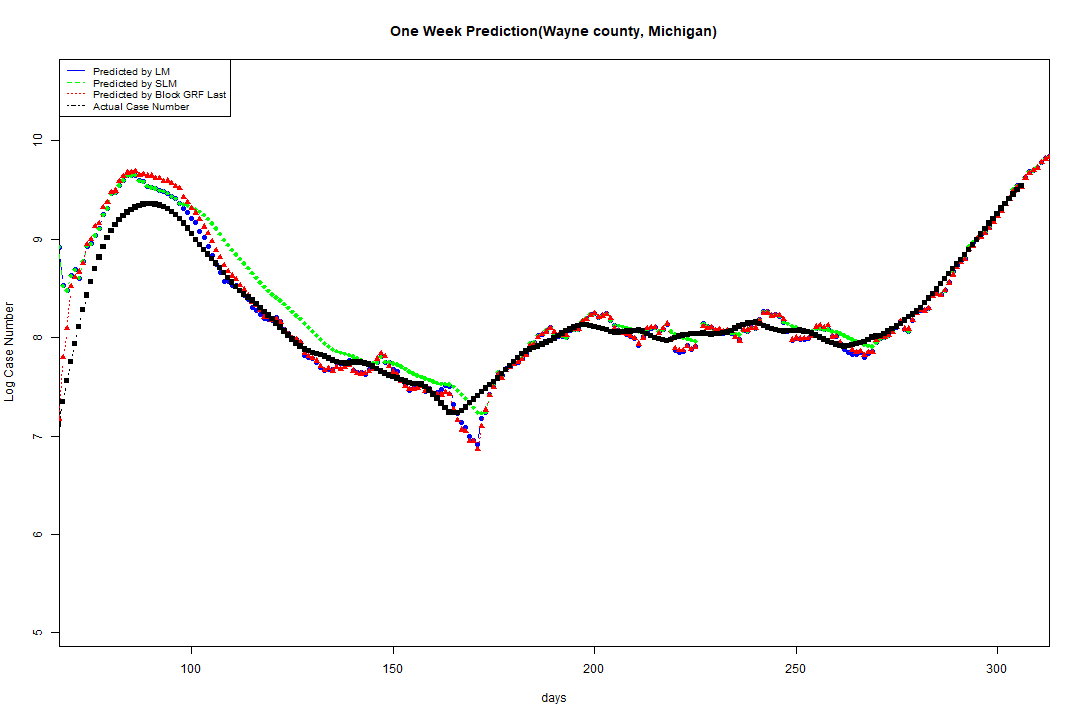 One Week Prediction(Wayne county, Michigan)
Predicted by LM
Predicted by SLM
Predicted by Block GRF Last
Actual Case Number
Log Case Number
10
9
8
7
6
5
100 150 200 250 300
days